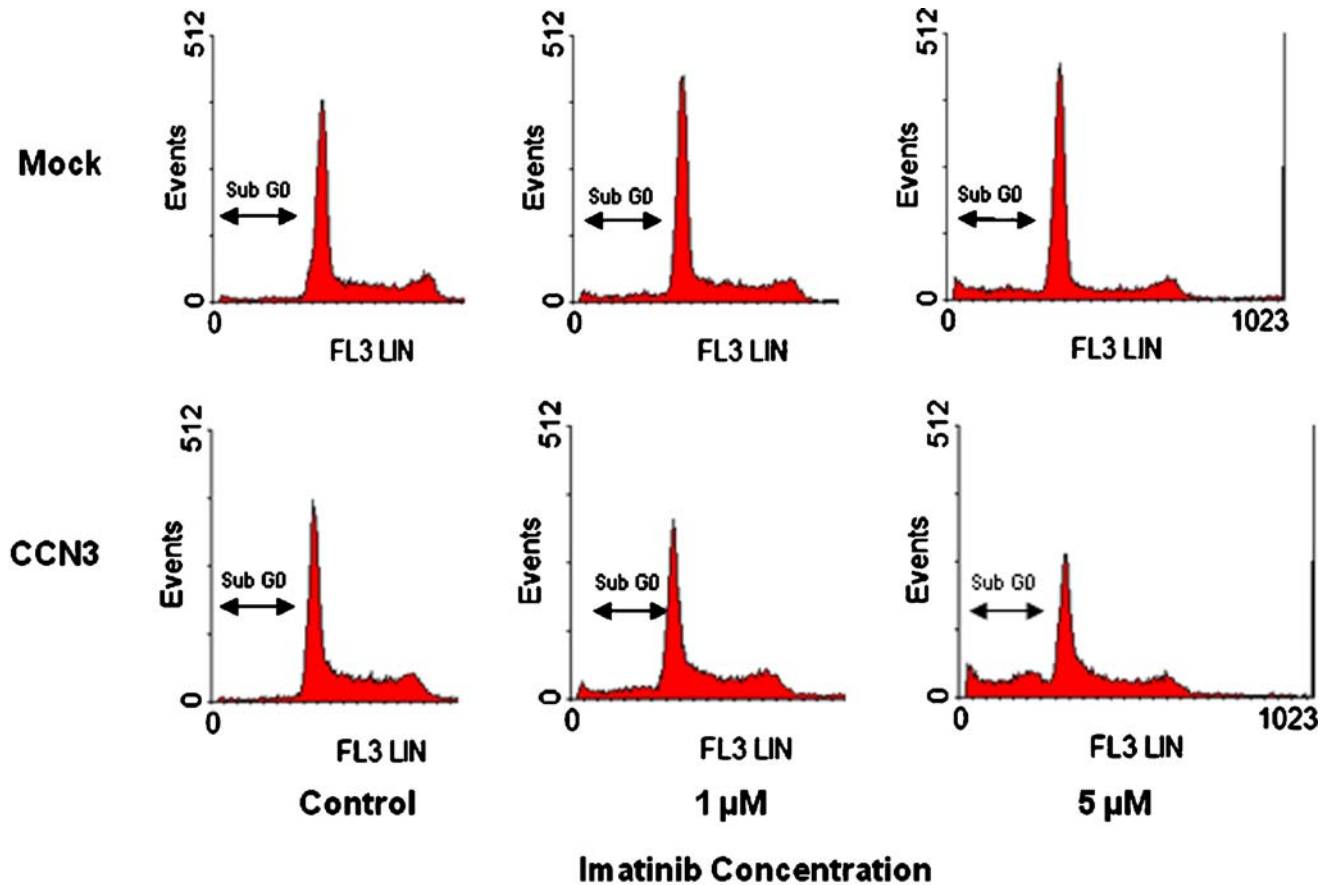 512
Events
0
Sub G0
0
FL3 LIN
512
Events
0
Sub G0
0
FL3 LIN
512
Events
0
Sub G0
0
1023
FL3 LIN
Mock
512
Events
0
Sub G0
0
FL3 LIN
512
Events
0
Sub G0
0
FL3 LIN
512
Events
0
Sub G0
0
1023
FL3 LIN
CCN3
Control
1 µM
5 µM
Imatinib Concentration